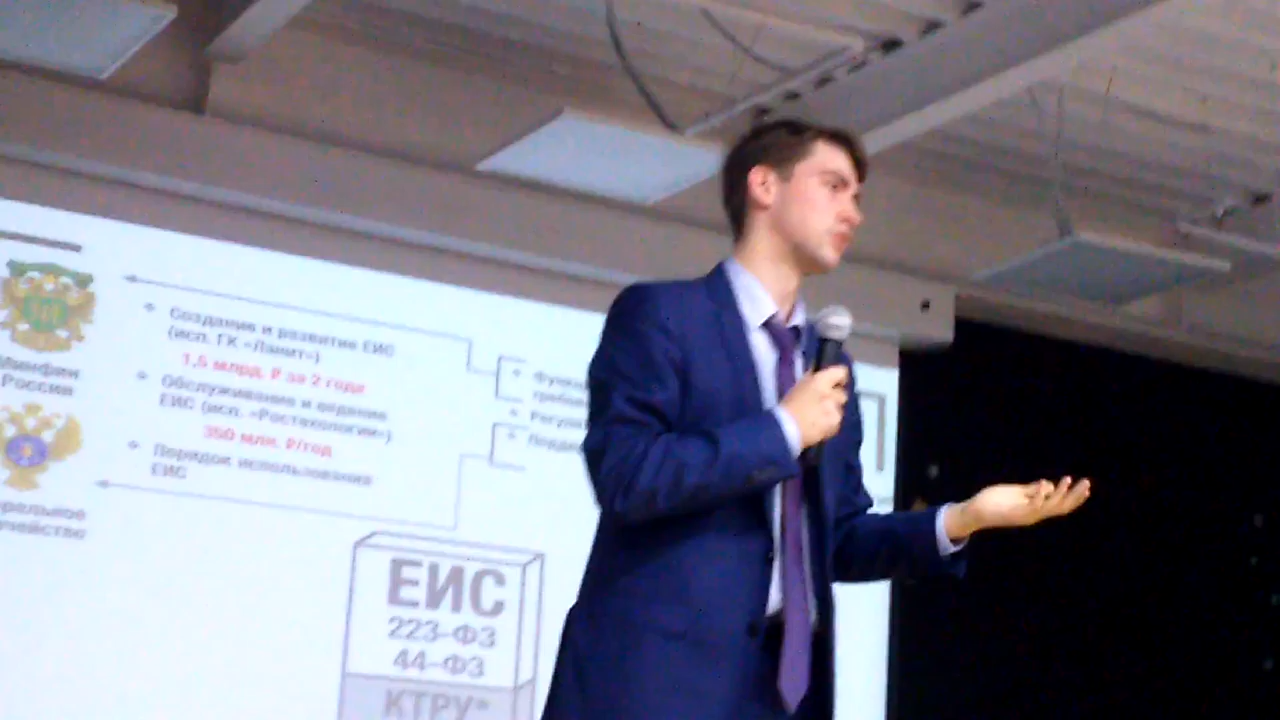 Минфин
России
Создание и развитие ЕИС
(исп. ГК «Ланит»)
1,5 млрд. ₽ за 2 года
Обслуживание и ведение
ЕИС (исп. «Ростехнологии»)
350 млн. ₽/год
Порядок использования
ЕИС
ЕИС
223-ФЗ
44-ФЗ
КТРУ*